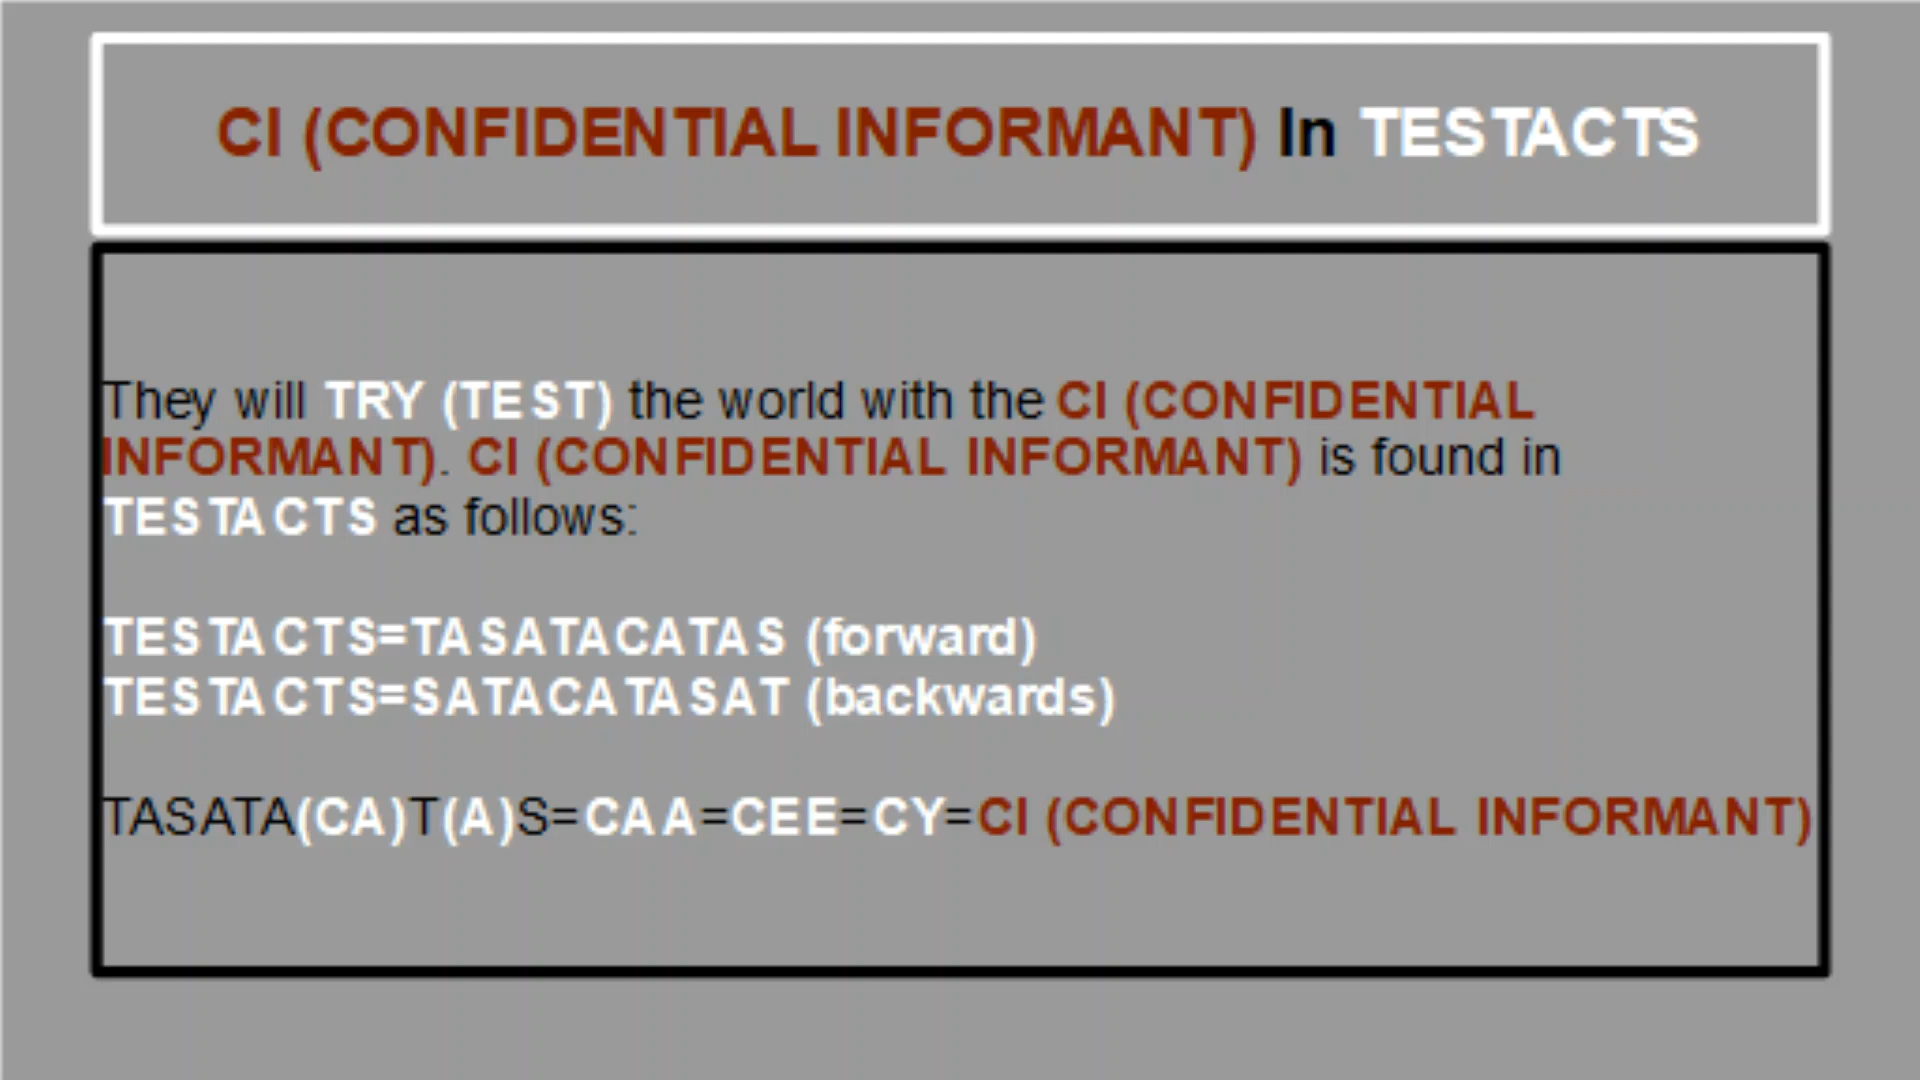 CI (CONFIDENTIAL INFORMANT) In TESTACTS
They will TRY (TEST) the world with the CI (CONFIDENTIAL
INFORMANT). CI (CONFIDENTIAL INFORMANT) is found in
TESTACTS as follows:
TESTACTS=TASATACATAS (forward)
TESTACTS=SATACATASAT (backwards)
TASATA(CA)T(A)S=CAA=CEE=CY=CI (CONFIDENTIAL INFORMANT)